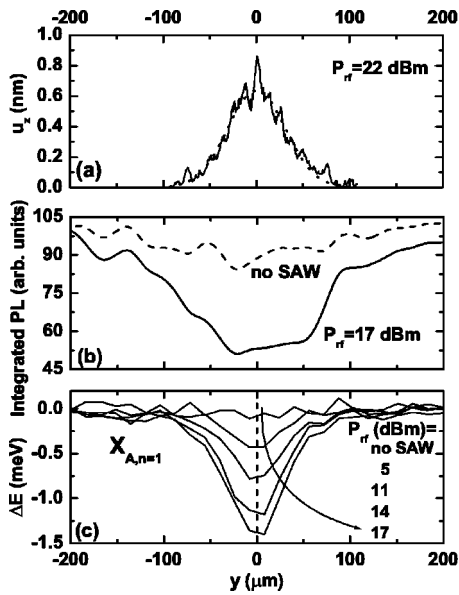 -200 -100 0 100 200
1.0
0.8
0.6
0.4
0.2
0.0
u_z (nm)
P_rf=22 dBm
(a)
105
90
75
60
45
Integrated PL (arb. units)
no SAW
P_rf=17 dBm
(b)
0.0
-0.5
-1.0
-1.5
ΔE (meV)
X_A,n=1
P_rf (dBm)=
no SAW
5
11
14
17
(c)
-200 -100 0 100 200
y (μm)